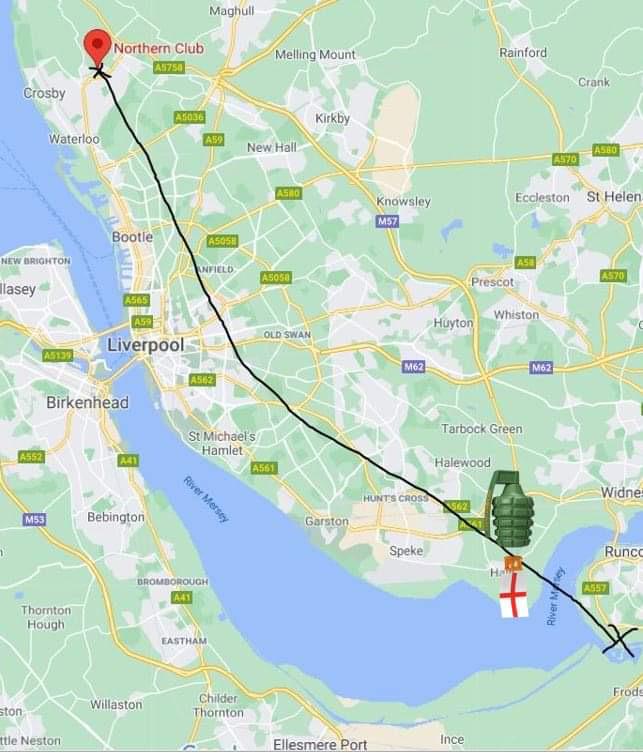 Maghull
Northern Club
Melling Mount
Rainford
A5758
Crank
Crosby
A5036
Kirkby
Waterloo
A59
New Hall
A580
A570
A580
Knowsley
Eccleston
St Helen
M57
Bootle
A5058
A58
NEW BRIGHTON
ANFIELD
A5058
Prescot
A570
llasey
A565
Whiston
A59
Huyton
OLD SWAN
Liverpool
A5139
M62
M62
A562
Birkenhead
Tarbock Green
St Michael's
Hamlet
A552
A41
A561
Halewood
River Mersey
HUNT'S CROSS
Widnes
A562
M53
Bebington
Garston
Speke
Runco
River Mersey
A557
BROMBOROUGH
A41
Thornton
Hough
EASTHAM
Frods
Willaston
Childer
Thornton
ston
ttle Neston
Ince
Ellesmere Port